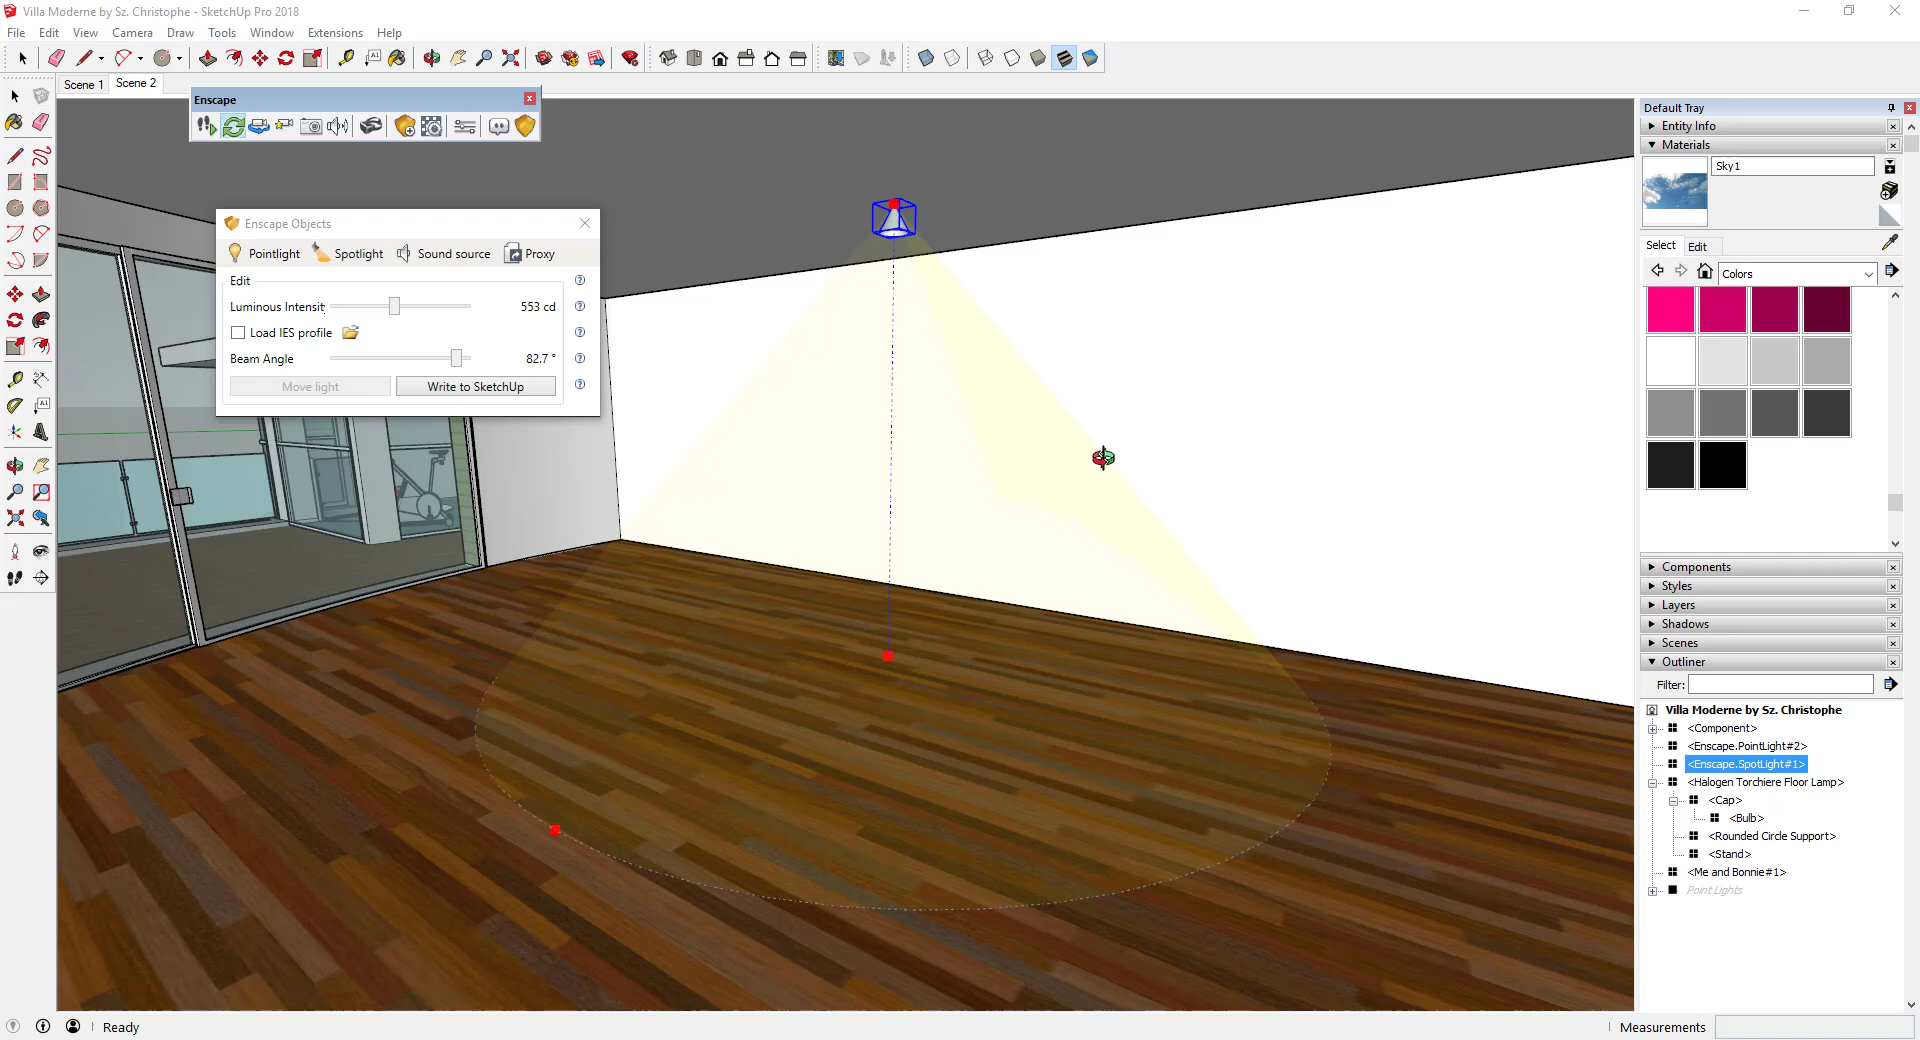 Villa Moderne by Sz. Christophe - SketchUp Pro 2018
File Edit View Camera Draw Tools Window Extensions Help
Scene 1 Scene 2
Enscape
Enscape Objects
Pointlight Spotlight Sound source Proxy
Edit
Luminous Intensit 553 cd
Load IES profile
Beam Angle 82.7 °
Move light Write to SketchUp
Default Tray
Entity Info
Materials
Sky1
Select Edit
Colors
Components
Styles
Layers
Shadows
Scenes
Outliner
Filter:
Villa Moderne by Sz. Christophe
<Component>
<Enscape.PointLight#2>
<Enscape.SpotLight#1>
<Halogen Torchiere Floor Lamp>
<Cap>
<Bulb>
<Rounded Circle Support>
<Stand>
<Me and Bonnie#1>
Point Lights
Ready
Measurements